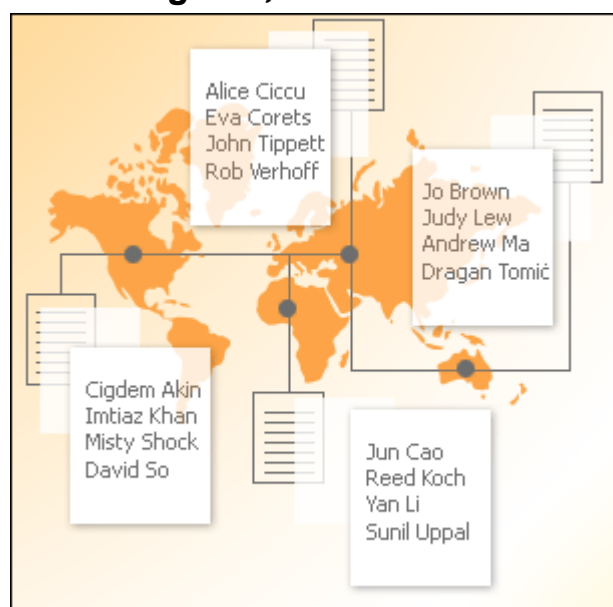 Alice Ciccu
Eva Corets
John Tippett
Rob Verhoff
Jo Brown
Judy Lew
Andrew Ma
Dragan Tomić
Cigdem Akin
Imtiaz Khan
Misty Shock
David So
Jun Cao
Reed Koch
Yan Li
Sunil Uppal